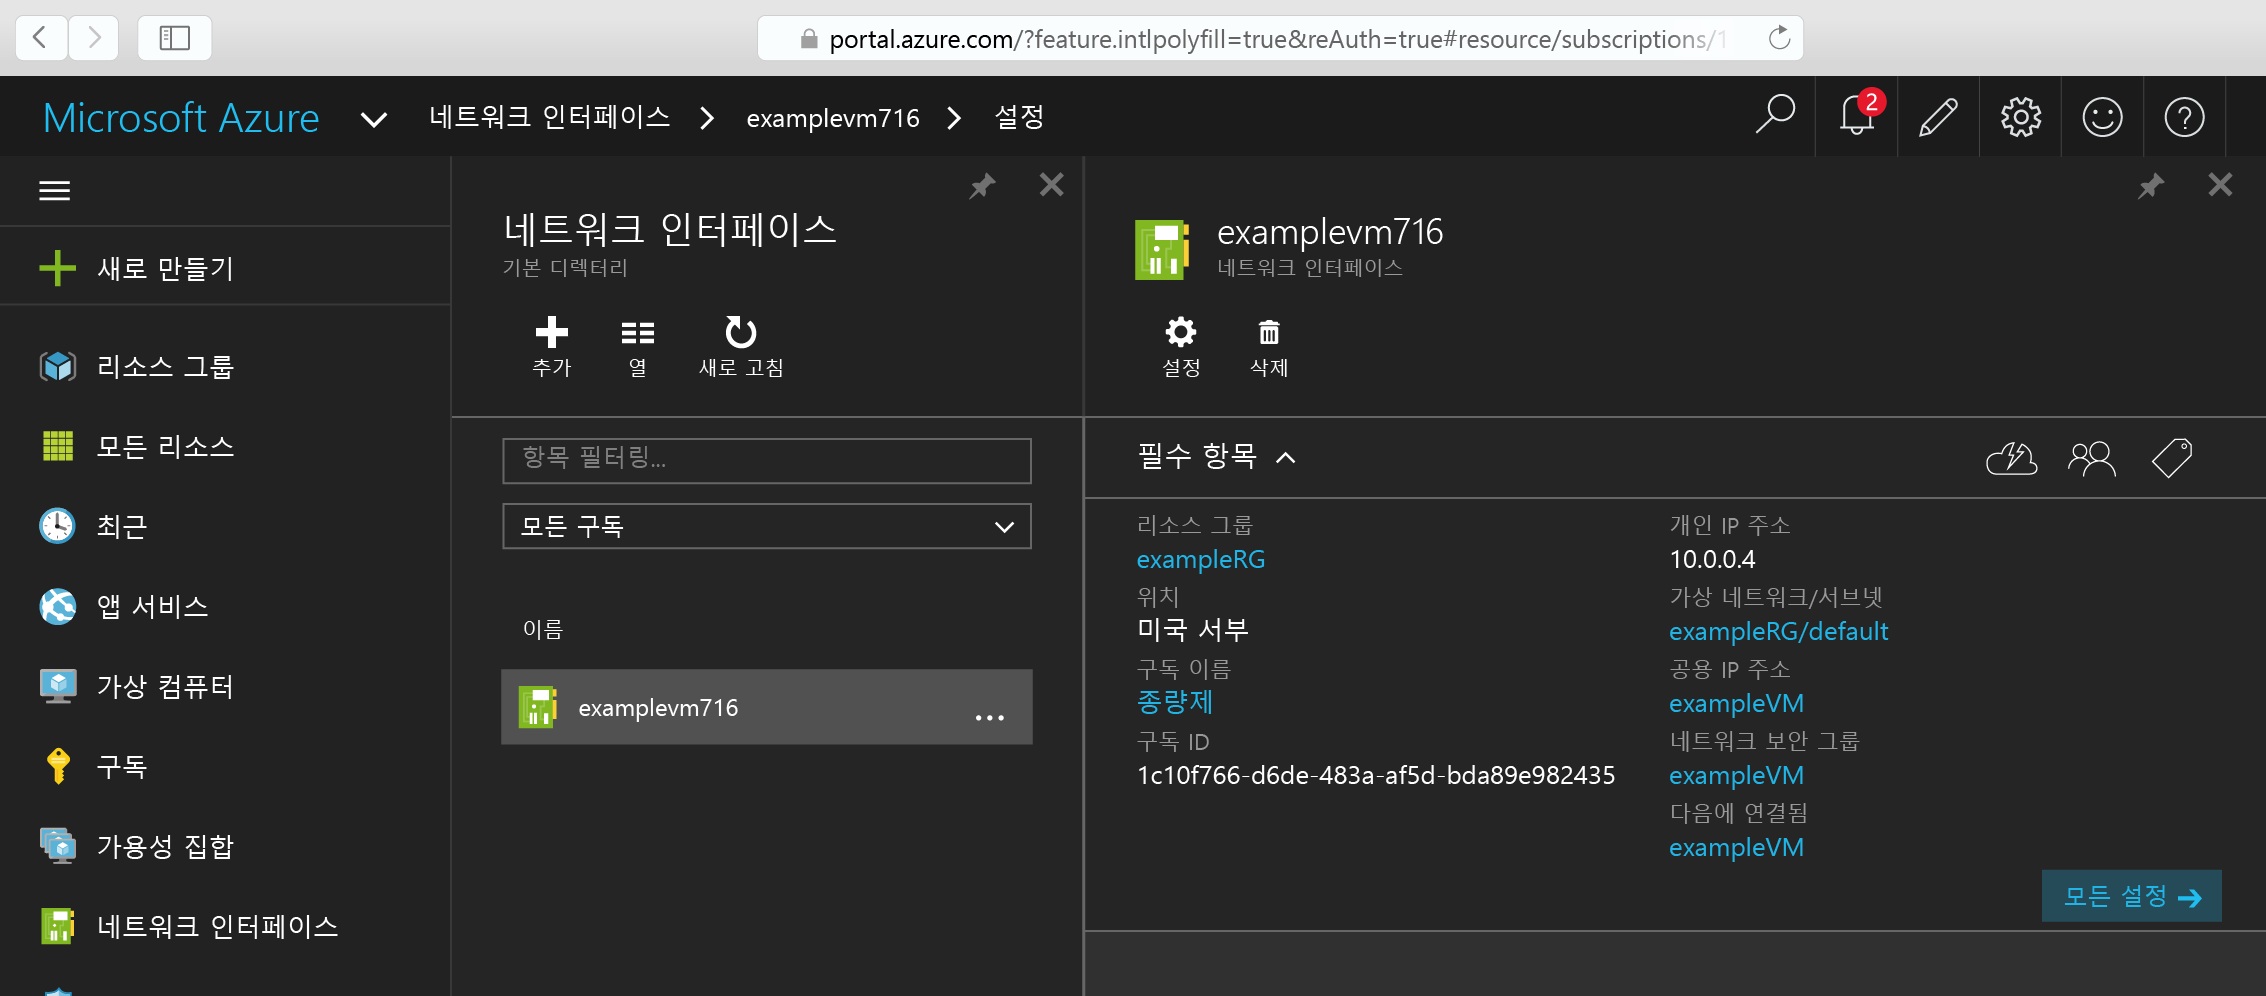 portal.azure.com/?feature.intlpolyfill=true&reAuth=true#resource/subscriptions/1
Microsoft Azure
네트워크 인터페이스
examplevm716
설정
2
새로 만들기
리소스 그룹
모든 리소스
최근
앱 서비스
가상 컴퓨터
구독
가용성 집합
네트워크 인터페이스
네트워크 인터페이스
기본 디렉터리
추가
열
새로 고침
항목 필터링...
모든 구독
이름
examplevm716
...
examplevm716
네트워크 인터페이스
설정
삭제
필수 항목
리소스 그룹
exampleRG
위치
미국 서부
구독 이름
종량제
구독 ID
1c10f766-d6de-483a-af5d-bda89e982435
개인 IP 주소
10.0.0.4
가상 네트워크/서브넷
exampleRG/default
공용 IP 주소
exampleVM
네트워크 보안 그룹
exampleVM
다음에 연결됨
exampleVM
모든 설정